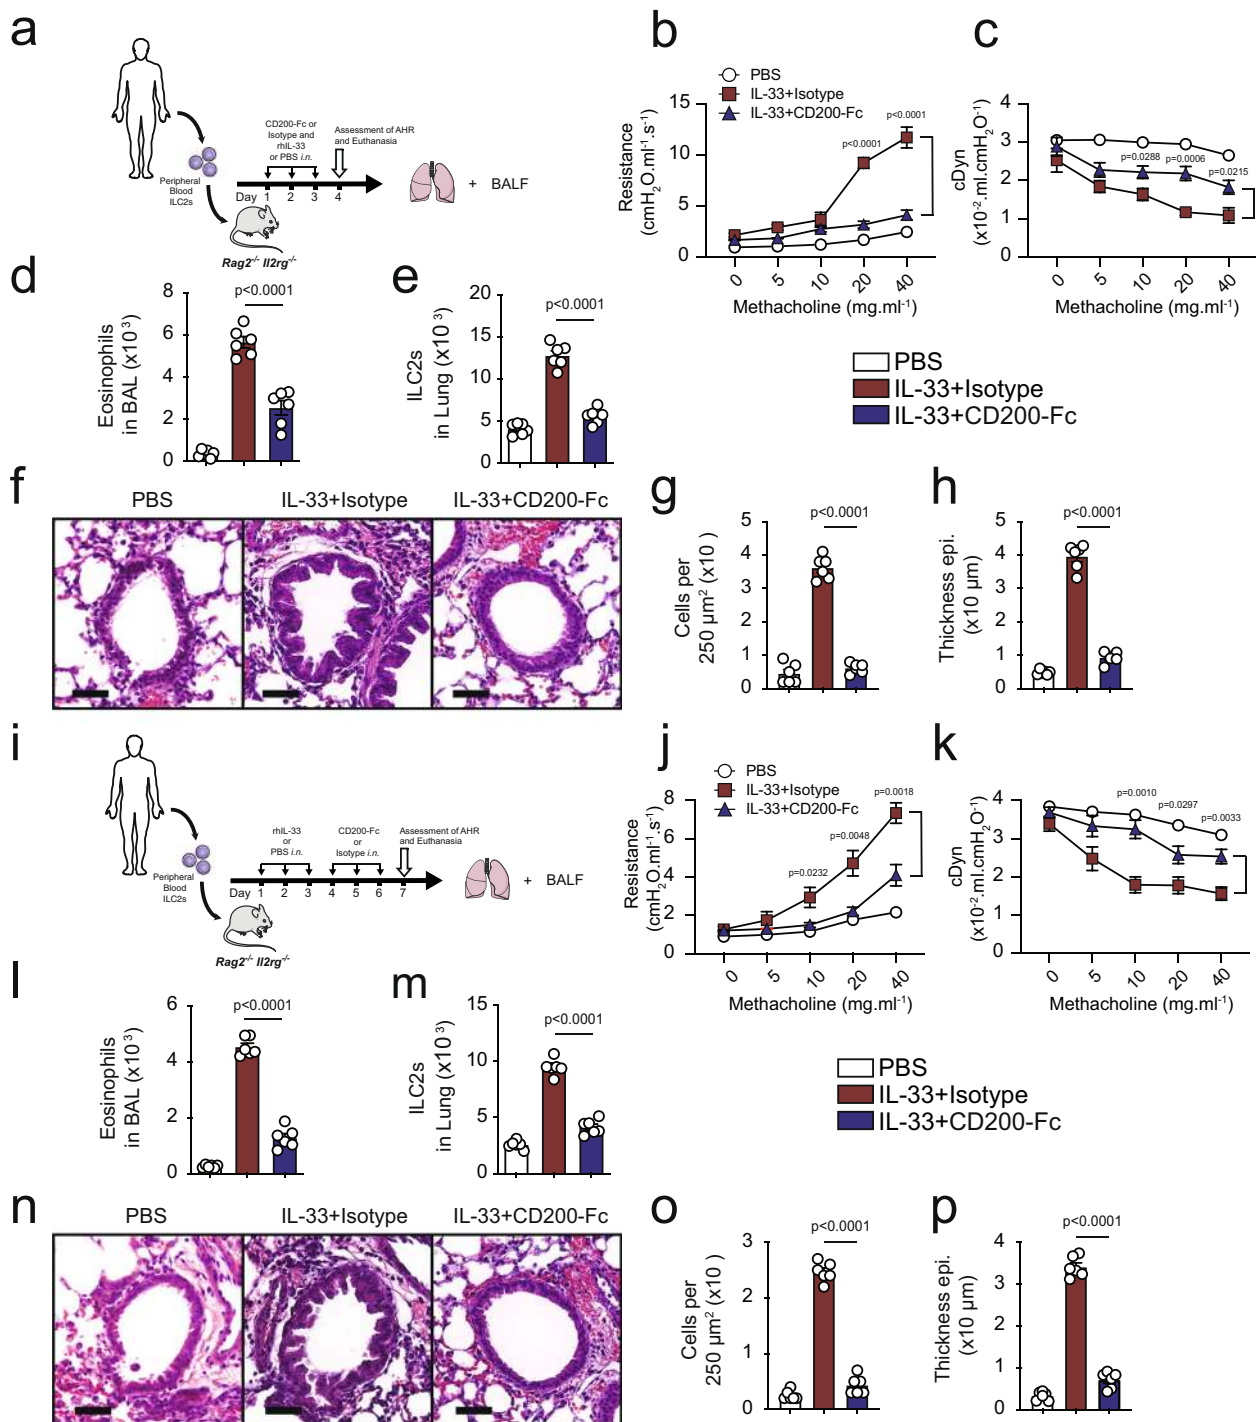 a
Peripheral
Blood
ILC2s
CD200-Fc or
Isotype and
rhIL-33
or PBS i.n.
Assessment of AHR
and Euthanasia
Day 1 2 3 4
+ BALF
Rag2-/- Il2rg-/-
b
PBS
IL-33+Isotype
IL-33+CD200-Fc
Resistance
(cmH2O.ml-1.s-1)
15
10
5
0
p<0.0001
p<0.0001
0 5 10 20 40
Methacholine (mg.ml-1)
c
cDyn
(x10-2.ml.cmH2O-1)
4
3
2
1
0
p=0.0288
p=0.0006
p=0.0215
0 5 10 20 40
Methacholine (mg.ml-1)
d
Eosinophils
in BAL (x10 3)
8
6
4
2
0
p<0.0001
e
ILC2s
in Lung (x10 3)
20
15
10
5
0
p<0.0001
PBS
IL-33+Isotype
IL-33+CD200-Fc
f
PBS
IL-33+Isotype
IL-33+CD200-Fc
g
Cells per
250 µm2 (x10 )
5
4
3
2
1
0
p<0.0001
h
Thickness epi.
(x10 µm)
5
4
3
2
1
0
p<0.0001
i
Peripheral
Blood
ILC2s
rhIL-33
or
PBS i.n.
CD200-Fc
or
Isotype i.n.
Assessment of AHR
and Euthanasia
Day 1 2 3 4 5 6 7
+ BALF
Rag2-/- Il2rg-/-
j
PBS
IL-33+Isotype
IL-33+CD200-Fc
Resistance
(cmH2O.ml-1.s-1)
8
6
4
2
0
p=0.0232
p=0.0048
p=0.0018
0 5 10 20 40
Methacholine (mg.ml-1)
k
cDyn
(x10-2.ml.cmH2O-1)
4
3
2
1
0
p=0.0010
p=0.0297
p=0.0033
0 5 10 20 40
Methacholine (mg.ml-1)
l
Eosinophils
in BAL (x10 3)
6
4
2
0
p<0.0001
m
ILC2s
in Lung (x10 3)
15
10
5
0
p<0.0001
PBS
IL-33+Isotype
IL-33+CD200-Fc
n
PBS
IL-33+Isotype
IL-33+CD200-Fc
o
Cells per
250 µm2 (x10 )
3
2
1
0
p<0.0001
p
Thickness epi.
(x10 µm)
4
3
2
1
0
p<0.0001